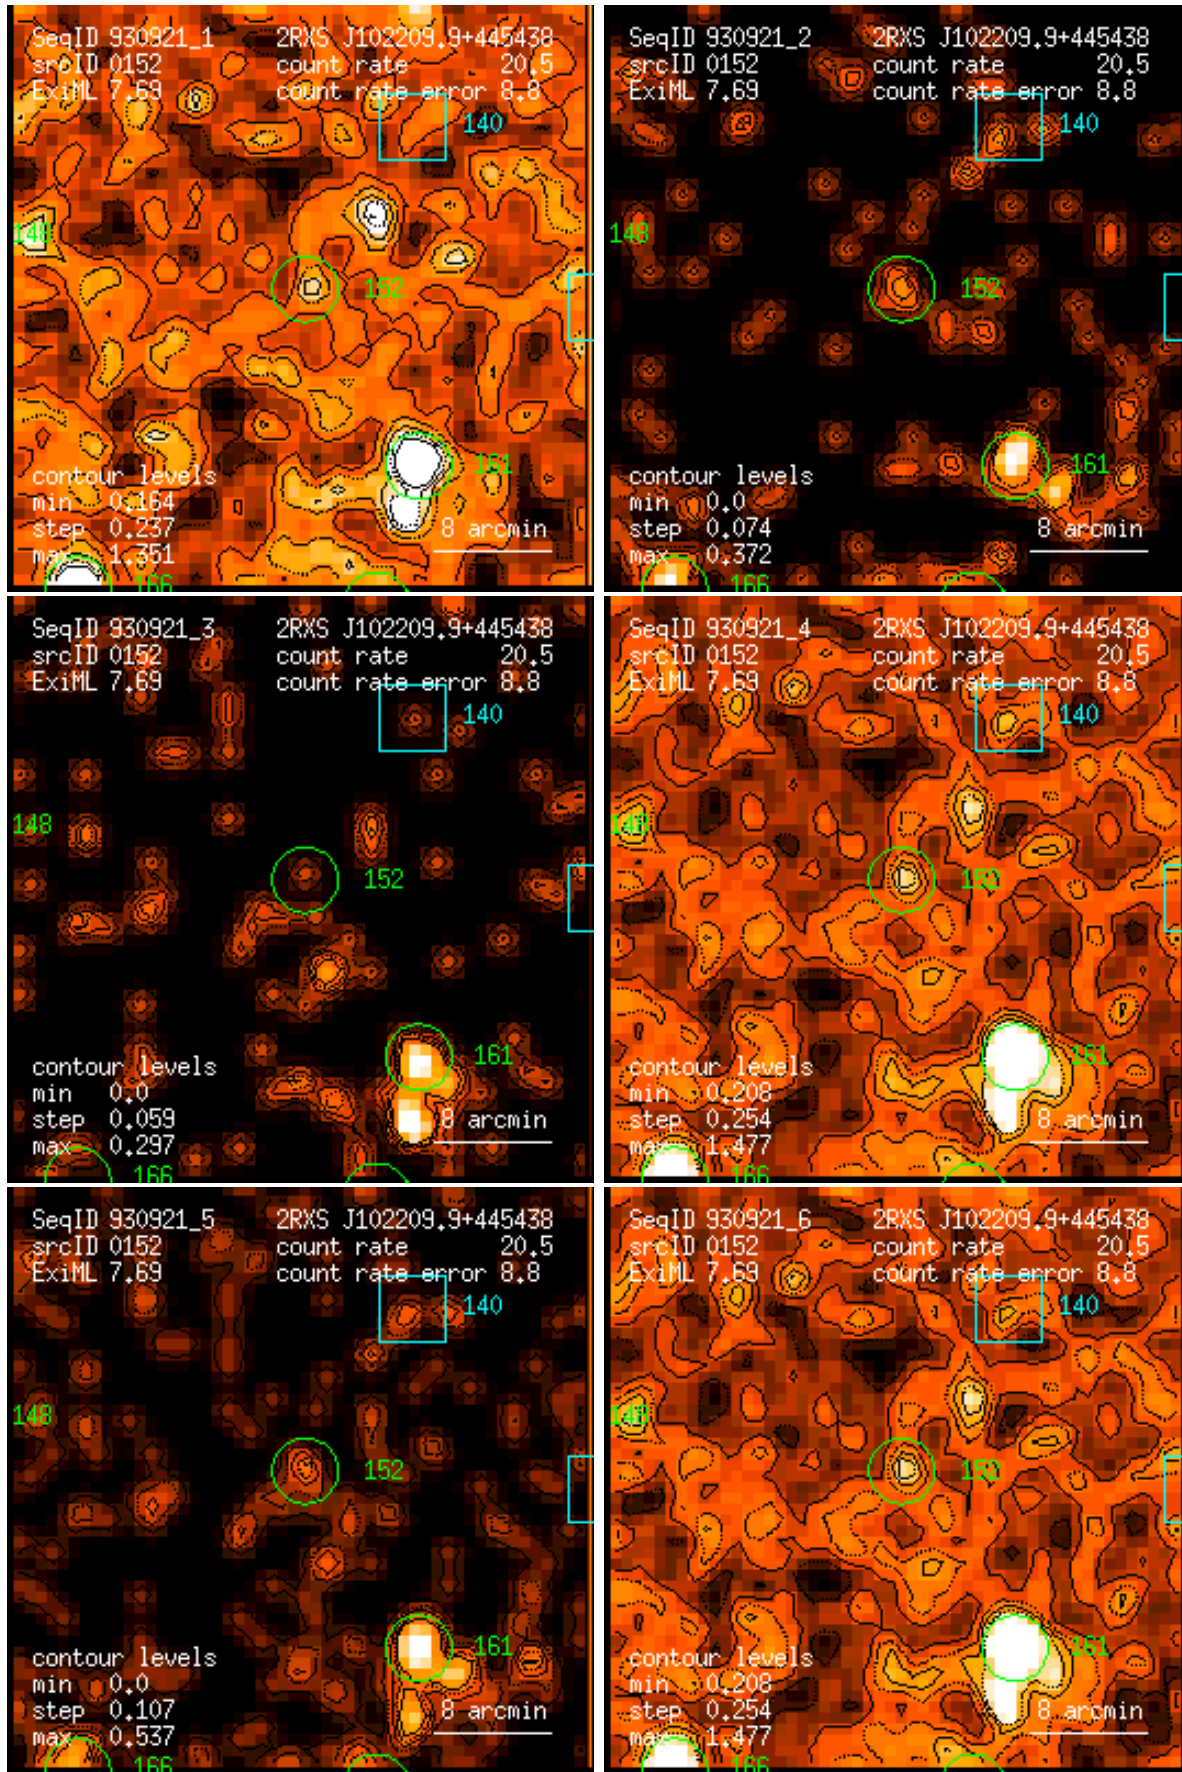 SeqID 930921_1 2RXS J102209.9+445438
srcID 0152 count rate 20.5
ExiML 7.69 count rate error 8.8
140
148
152
161
contour levels
min 0.164
step 0.237
max 1.351
8 arcmin
166
SeqID 930921_2 2RXS J102209.9+445438
srcID 0152 count rate 20.5
ExiML 7.69 count rate error 8.8
140
148
152
161
contour levels
min 0.0
step 0.074
max 0.372
8 arcmin
166
SeqID 930921_3 2RXS J102209.9+445438
srcID 0152 count rate 20.5
ExiML 7.69 count rate error 8.8
140
148
152
161
contour levels
min 0.0
step 0.059
max 0.297
8 arcmin
166
SeqID 930921_4 2RXS J102209.9+445438
srcID 0152 count rate 20.5
ExiML 7.69 count rate error 8.8
140
148
152
161
contour levels
min 0.208
step 0.254
max 1.477
8 arcmin
166
SeqID 930921_5 2RXS J102209.9+445438
srcID 0152 count rate 20.5
ExiML 7.69 count rate error 8.8
140
148
152
161
contour levels
min 0.0
step 0.107
max 0.537
8 arcmin
166
SeqID 930921_6 2RXS J102209.9+445438
srcID 0152 count rate 20.5
ExiML 7.69 count rate error 8.8
140
148
152
161
contour levels
min 0.208
step 0.254
max 1.477
8 arcmin
166